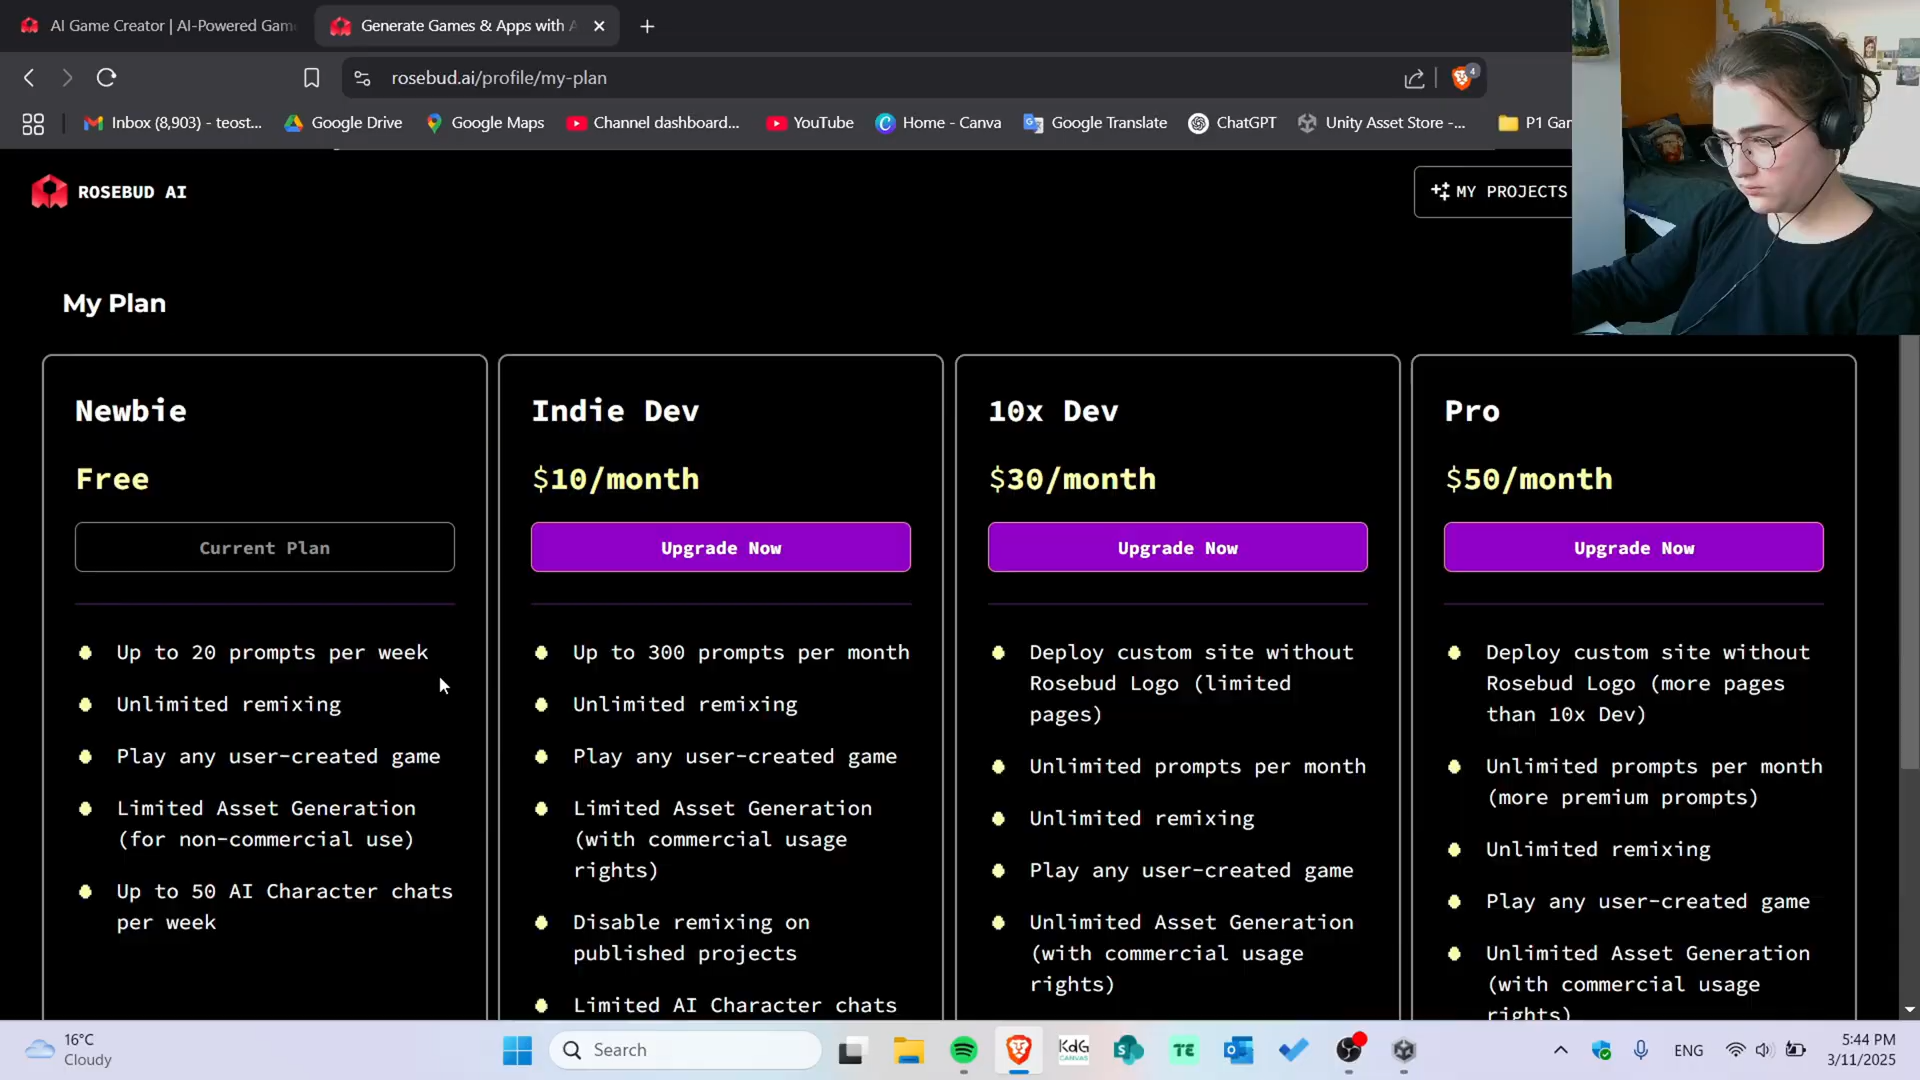 AI Game Creator | AI-Powered Gam
Generate Games & Apps with A
rosebud.ai/profile/my-plan
4
Inbox (8,903) - teost...
Google Drive
Google Maps
Channel dashboard...
YouTube
Home - Canva
Google Translate
ChatGPT
Unity Asset Store -...
P1 Gar
ROSEBUD AI
MY PROJECTS
My Plan
Newbie
Free
Current Plan
Up to 20 prompts per week
Unlimited remixing
Play any user-created game
Limited Asset Generation
(for non-commercial use)
Up to 50 AI Character chats
per week
Indie Dev
$10/month
Upgrade Now
Up to 300 prompts per month
Unlimited remixing
Play any user-created game
Limited Asset Generation
(with commercial usage
rights)
Disable remixing on
published projects
Limited AI Character chats
10x Dev
$30/month
Upgrade Now
Deploy custom site without
Rosebud Logo (limited
pages)
Unlimited prompts per month
Unlimited remixing
Play any user-created game
Unlimited Asset Generation
(with commercial usage
rights)
Pro
$50/month
Upgrade Now
Deploy custom site without
Rosebud Logo (more pages
than 10x Dev)
Unlimited prompts per month
(more premium prompts)
Unlimited remixing
Play any user-created game
Unlimited Asset Generation
(with commercial usage
rights)
16°C
Cloudy
Search
KdG
CANVAS
S
TE
ENG
5:44 PM
3/11/2025